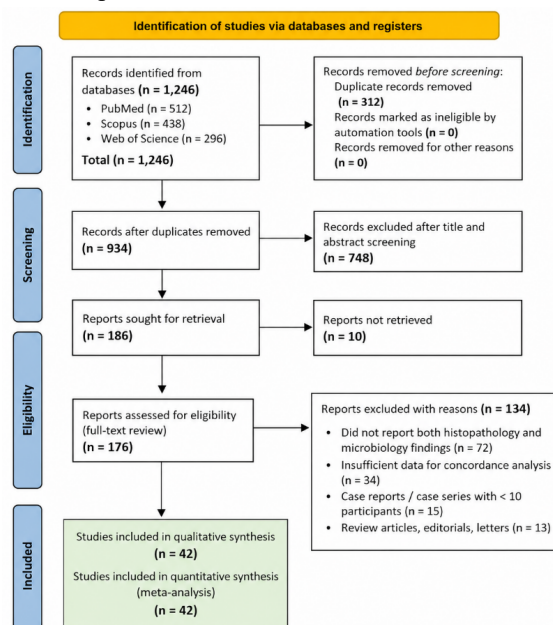 Identification of studies via databases and registers
Identification
Records identified from
databases (n = 1,246)
• PubMed (n = 512)
• Scopus (n = 438)
• Web of Science (n = 296)
Total (n = 1,246)
Records removed before screening:
Duplicate records removed
(n = 312)
Records marked as ineligible by
automation tools (n = 0)
Records removed for other reasons
(n = 0)
Screening
Records after duplicates removed
(n = 934)
Records excluded after title and
abstract screening
(n = 748)
Reports sought for retrieval
(n = 186)
Reports not retrieved
(n = 10)
Eligibility
Reports assessed for eligibility
(full-text review)
(n = 176)
Reports excluded with reasons (n = 134)
• Did not report both histopathology and
microbiology findings (n = 72)
• Insufficient data for concordance analysis
(n = 34)
• Case reports / case series with < 10
participants (n = 15)
• Review articles, editorials, letters (n = 13)
Included
Studies included in qualitative synthesis
(n = 42)
Studies included in quantitative synthesis
(meta-analysis)
(n = 42)